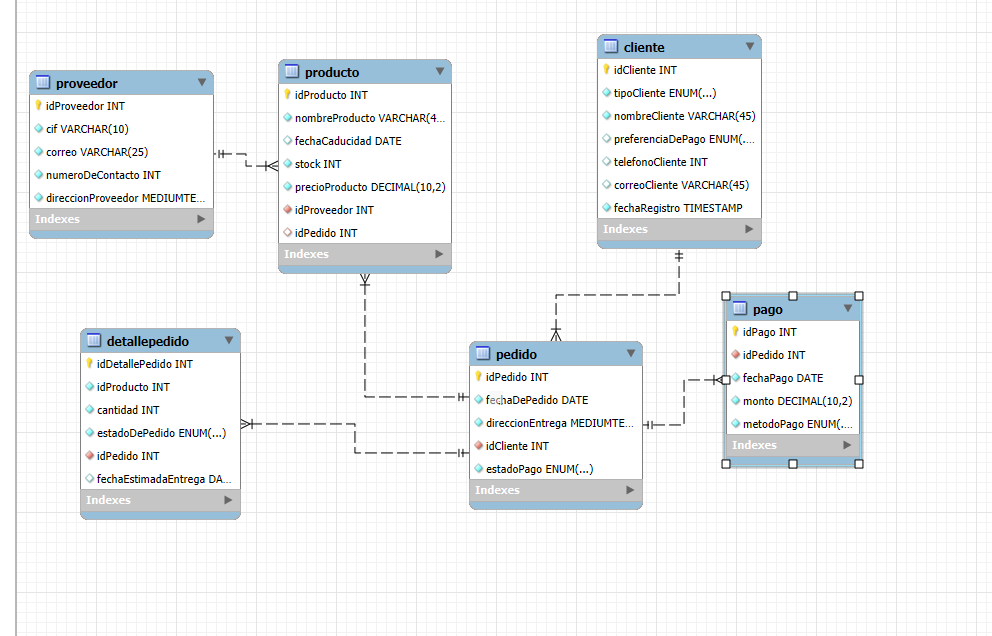 proveedor
idProveedor INT
cif VARCHAR(10)
correo VARCHAR(25)
numeroDeContacto INT
direccionProveedor MEDIUMTE...
Indexes
producto
idProducto INT
nombreProducto VARCHAR(4...
fechaCaducidad DATE
stock INT
precioProducto DECIMAL(10,2)
idProveedor INT
idPedido INT
Indexes
cliente
idCliente INT
tipoCliente ENUM(...)
nombreCliente VARCHAR(45)
preferenciaDePago ENUM(....
telefonoCliente INT
correoCliente VARCHAR(45)
fechaRegistro TIMESTAMP
Indexes
detallepedido
idDetallePedido INT
idProducto INT
cantidad INT
estadoDePedido ENUM(...)
idPedido INT
fechaEstimadaEntrega DA...
Indexes
pedido
idPedido INT
fechaDePedido DATE
direccionEntrega MEDIUMTE...
idCliente INT
estadoPago ENUM(...)
Indexes
pago
idPago INT
idPedido INT
fechaPago DATE
monto DECIMAL(10,2)
metodoPago ENUM(....
Indexes